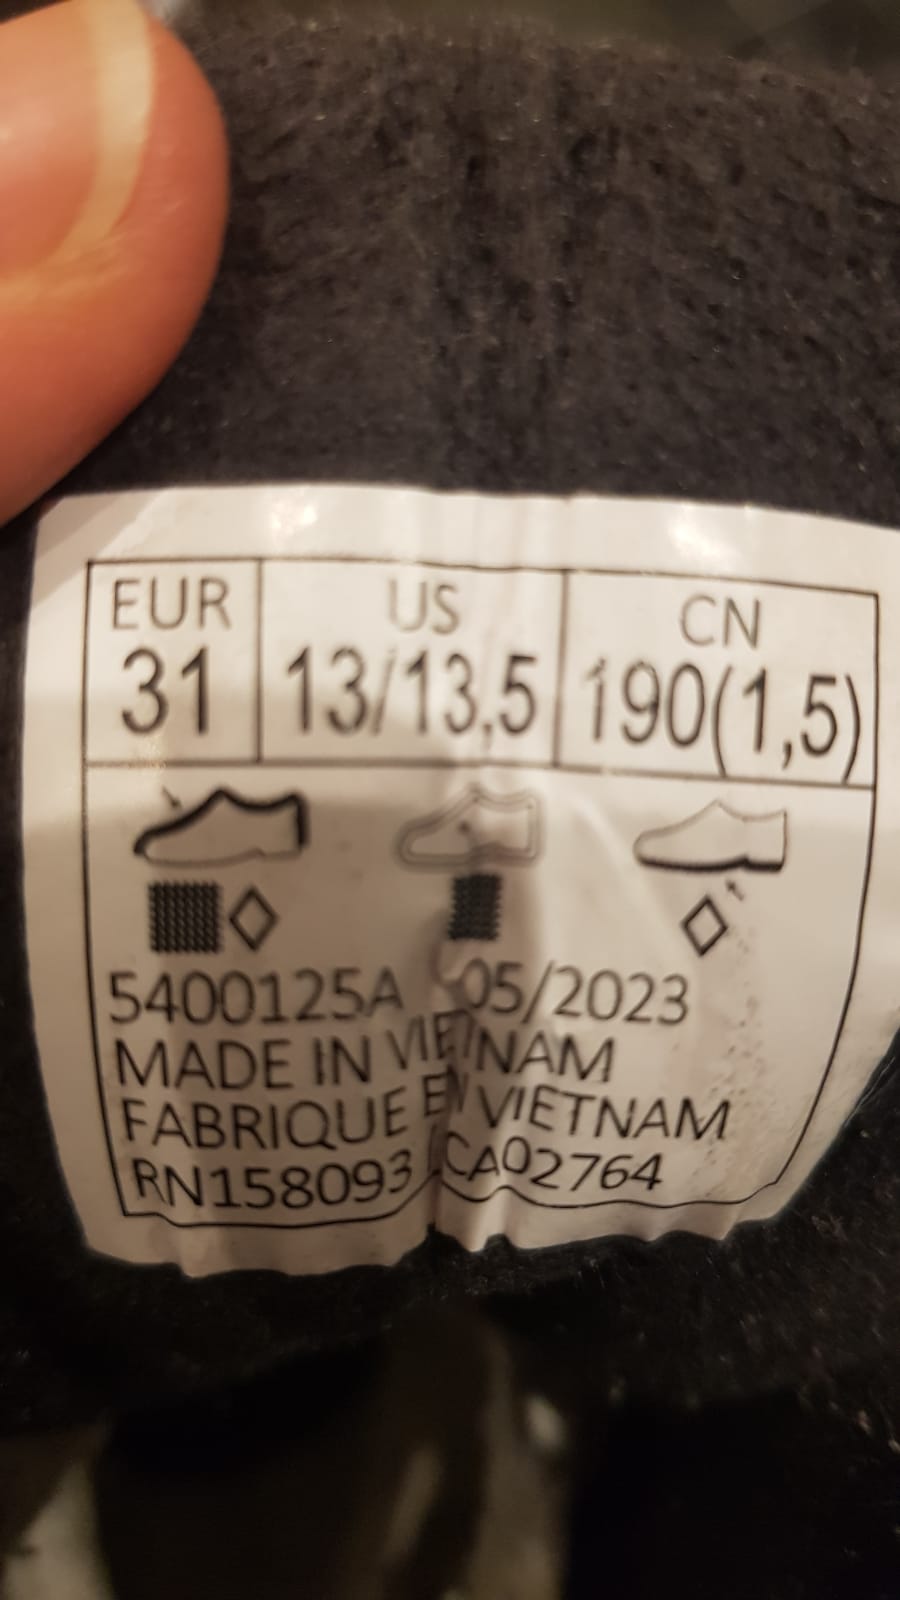 EUR US CN
31 13/13.5 190(1,5)
5400125A 05/2023
MADE IN VIETNAM
FABRIQUE EN VIETNAM
RN158093/CA02764